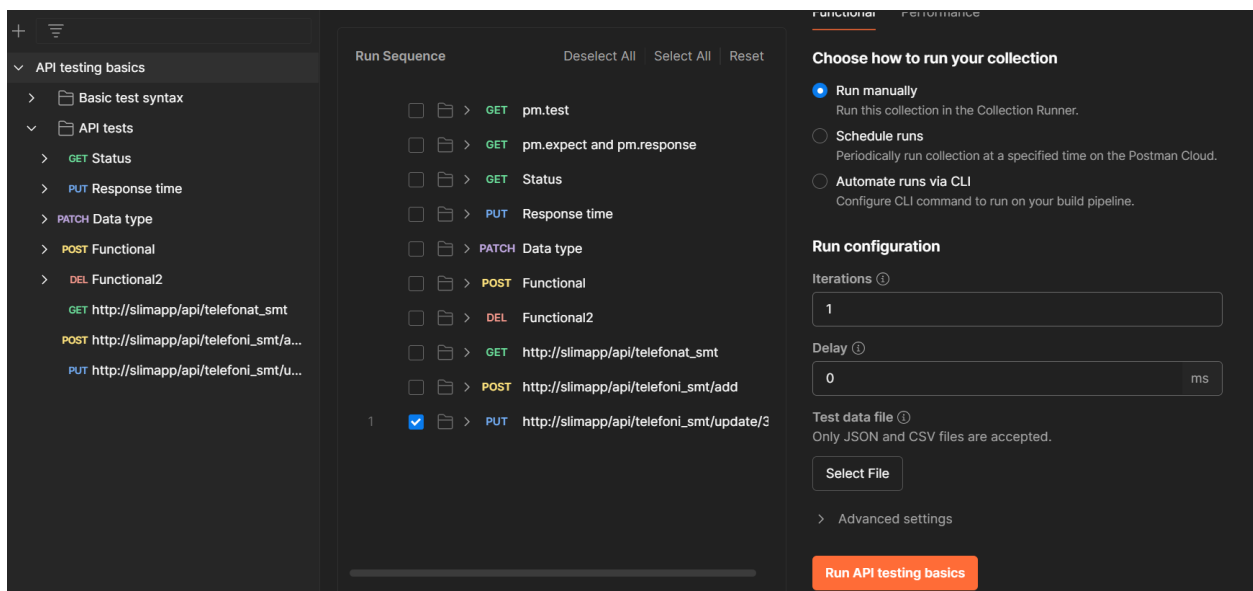 Functional Performance
API testing basics
Basic test syntax
API tests
GET Status
PUT Response time
PATCH Data type
POST Functional
DEL Functional2
GET http://slimapp/api/telefonat_smt
POST http://slimapp/api/telefoni_smt/a...
PUT http://slimapp/api/telefoni_smt/u...
Run Sequence Deselect All Select All Reset
GET pm.test
GET pm.expect and pm.response
GET Status
PUT Response time
PATCH Data type
POST Functional
DEL Functional2
GET http://slimapp/api/telefonat_smt
POST http://slimapp/api/telefoni_smt/add
1 PUT http://slimapp/api/telefoni_smt/update/3
Choose how to run your collection
Run manually
Run this collection in the Collection Runner.
Schedule runs
Periodically run collection at a specified time on the Postman Cloud.
Automate runs via CLI
Configure CLI command to run on your build pipeline.
Run configuration
Iterations
1
Delay
0 ms
Test data file
Only JSON and CSV files are accepted.
Select File
Advanced settings
Run API testing basics